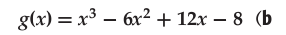 g(x) = x³ − 6x² + 12x − 8 (b